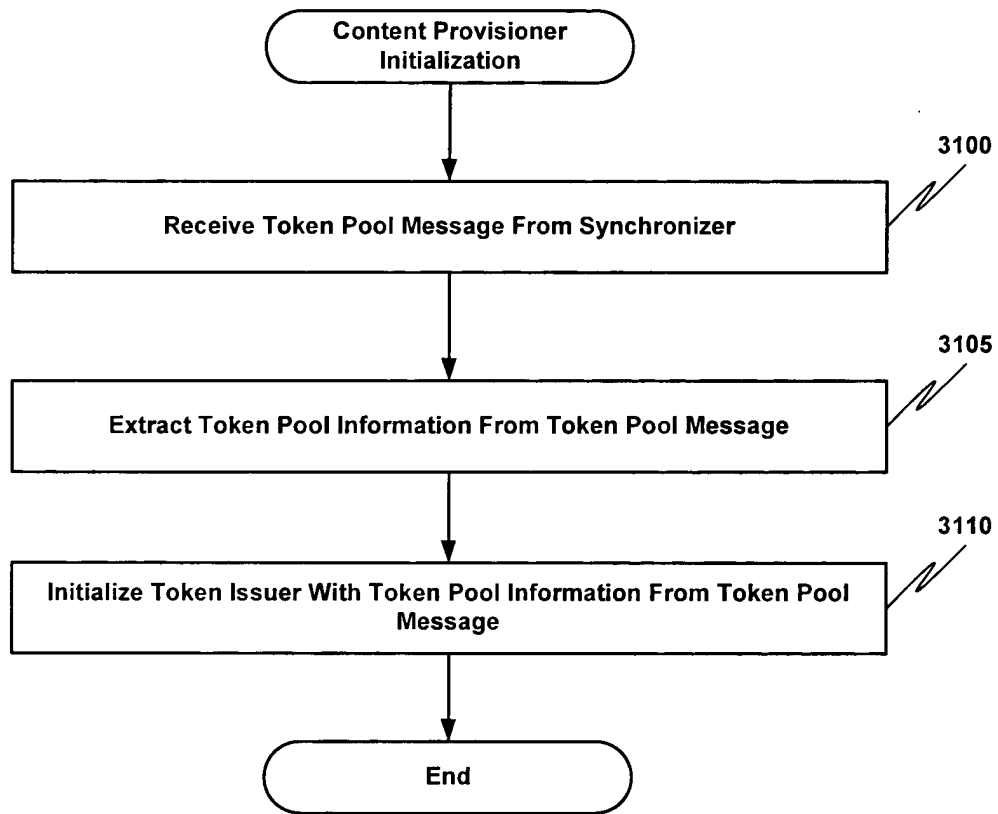 Content Provisioner
Initialization
3100
Receive Token Pool Message From Synchronizer
3105
Extract Token Pool Information From Token Pool Message
3110
Initialize Token Issuer With Token Pool Information From Token Pool
Message
End